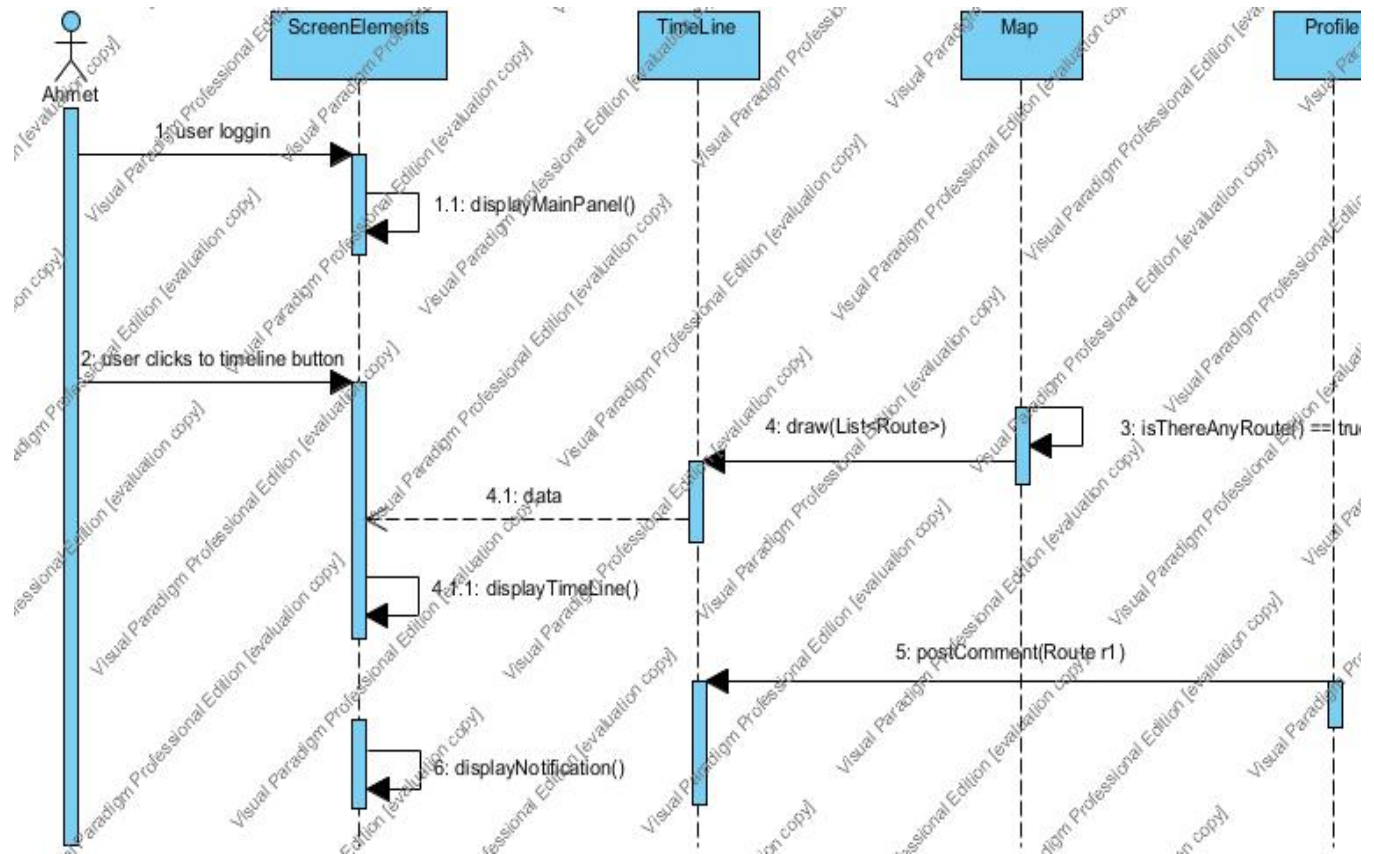 ScreenElements
TimeLine
Map
Profile
Ahmet
1: user loggin
1.1: displayMainPanel()
2: user clicks to timeline button
4: draw(List<Route>)
3: isThereAnyRoute() == true
4.1: data
4.1.1: displayTimeLine()
5: postComment(Route r1)
6: displayNotification()
Visual Paradigm Professional Edition [evaluation copy]